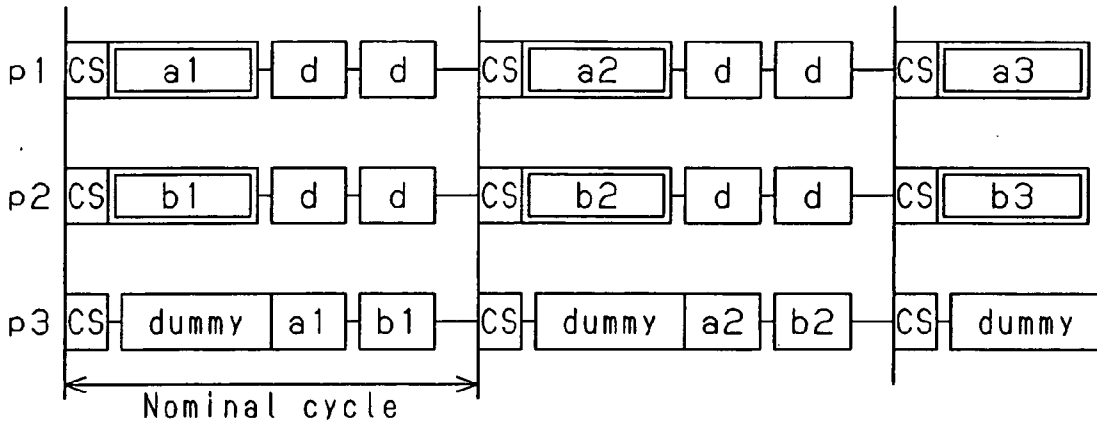 p1 CS a1 d d CS a2 d d CS a3
p2 CS b1 d d CS b2 d d CS b3
p3 CS dummy a1 b1 CS dummy a2 b2 CS dummy
Nominal cycle